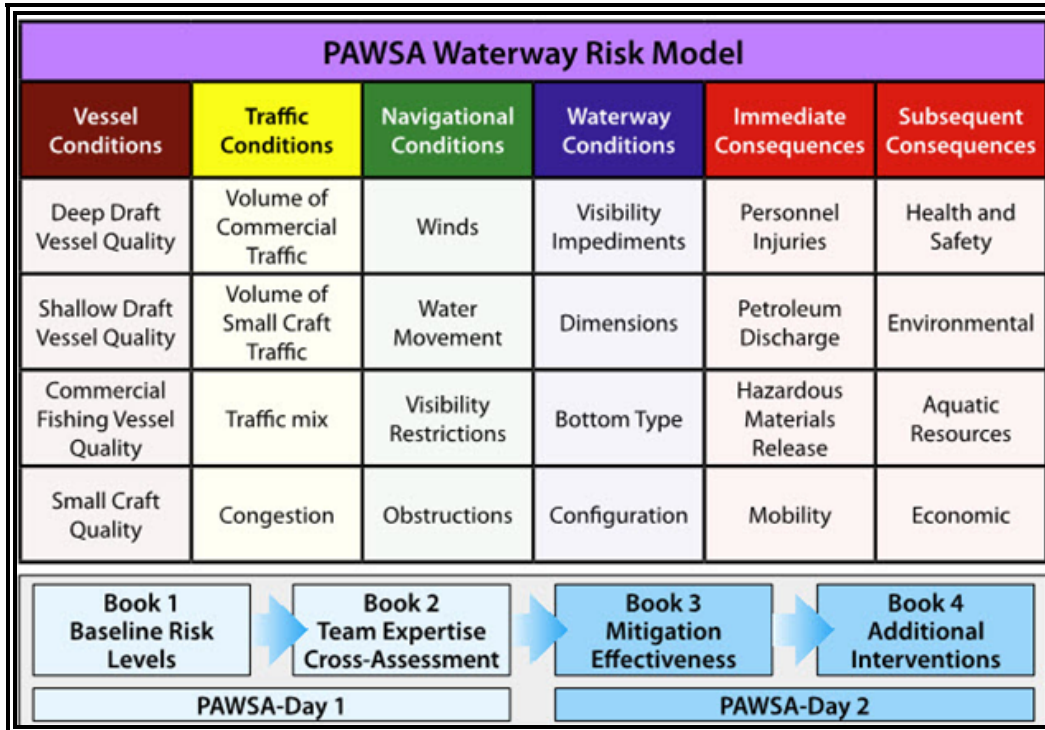 PAWSA Waterway Risk Model
Vessel
Conditions
Traffic
Conditions
Navigational
Conditions
Waterway
Conditions
Immediate
Consequences
Subsequent
Consequences
Deep Draft
Vessel Quality
Volume of
Commercial
Traffic
Winds
Visibility
Impediments
Personnel
Injuries
Health and
Safety
Shallow Draft
Vessel Quality
Volume of
Small Craft
Traffic
Water
Movement
Dimensions
Petroleum
Discharge
Environmental
Commercial
Fishing Vessel
Quality
Traffic mix
Visibility
Restrictions
Bottom Type
Hazardous
Materials
Release
Aquatic
Resources
Small Craft
Quality
Congestion
Obstructions
Configuration
Mobility
Economic
Book 1
Baseline Risk
Levels
Book 2
Team Expertise
Cross-Assessment
Book 3
Mitigation
Effectiveness
Book 4
Additional
Interventions
PAWSA-Day 1
PAWSA-Day 2